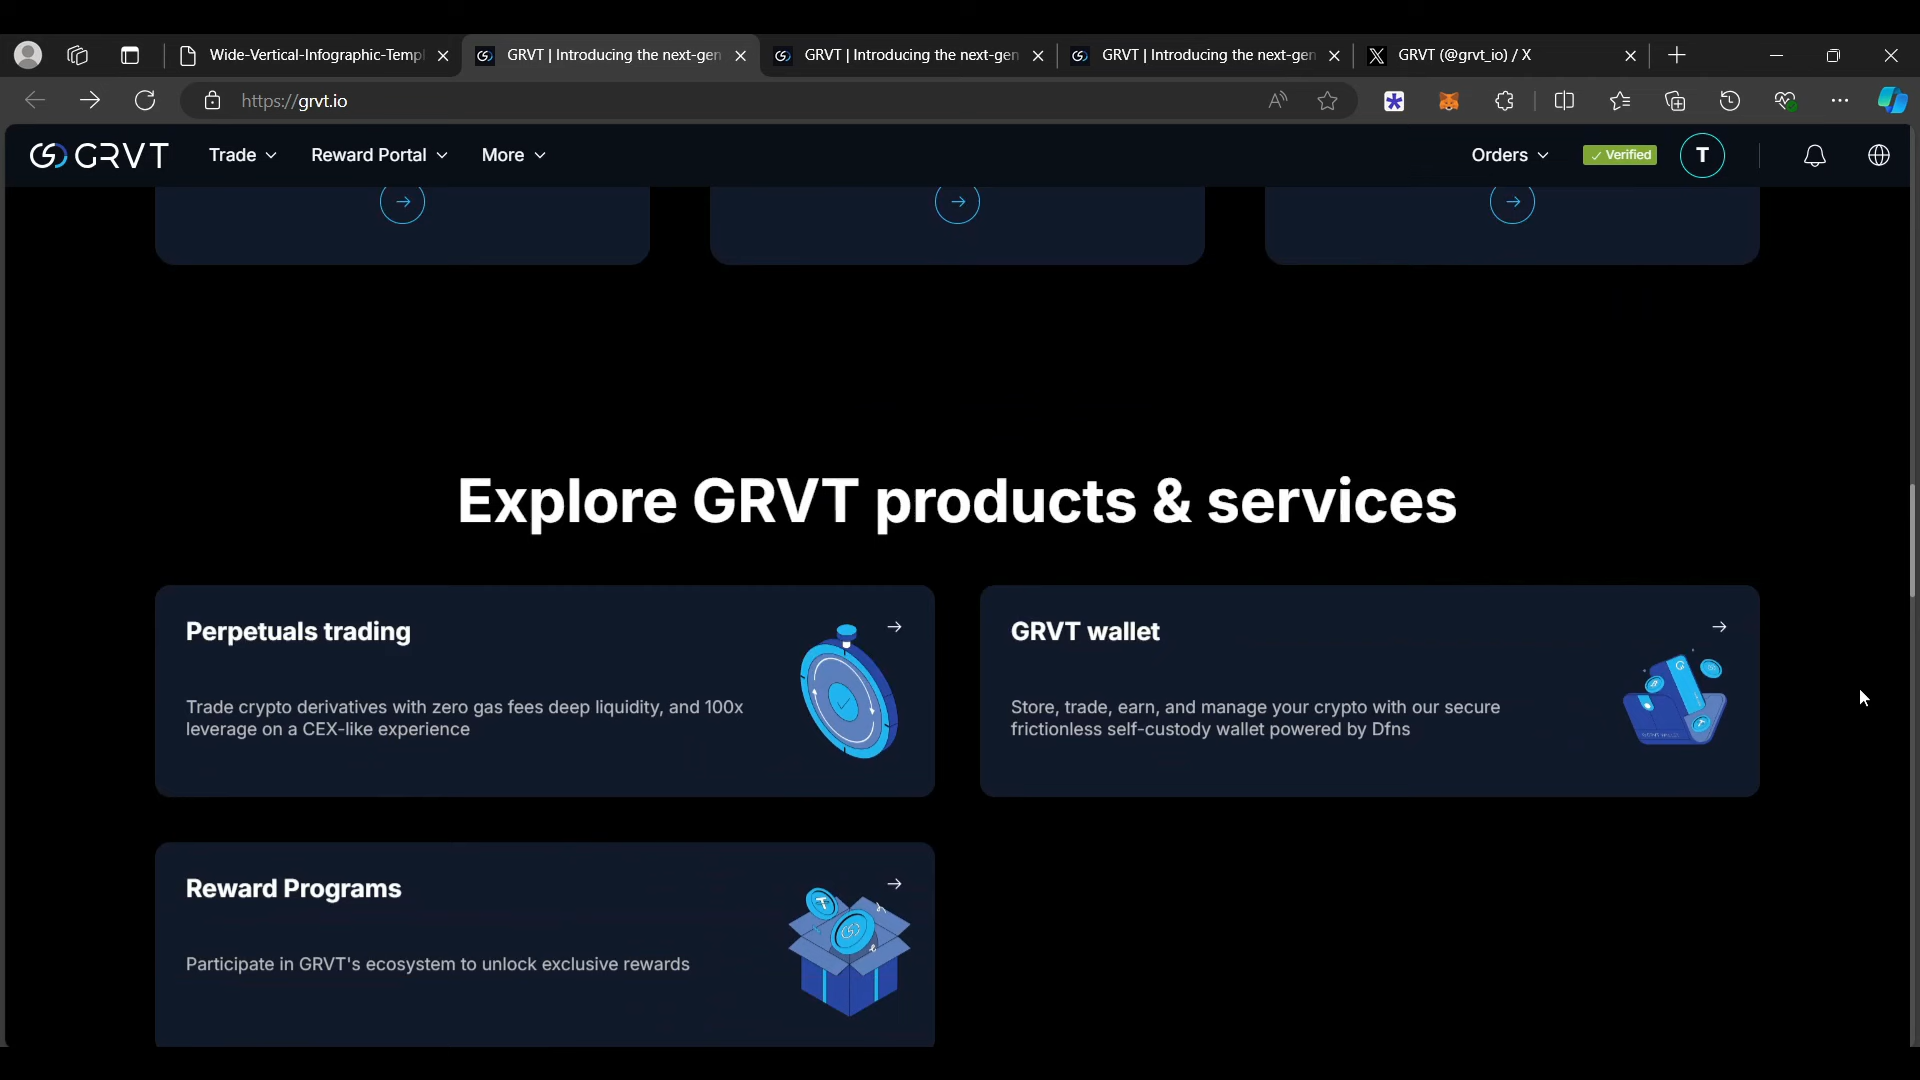 Wide-Vertical-Infographic-Templ
GRVT | Introducing the next-gen
GRVT | Introducing the next-gen
GRVT | Introducing the next-gen
GRVT (@grvt_io) / X
https://grvt.io
GRVT
Trade
Reward Portal
More
Orders
Verified
T
Explore GRVT products & services
Perpetuals trading
Trade crypto derivatives with zero gas fees deep liquidity, and 100x
leverage on a CEX-like experience
GRVT wallet
Store, trade, earn, and manage your crypto with our secure
frictionless self-custody wallet powered by Dfns
Reward Programs
Participate in GRVT's ecosystem to unlock exclusive rewards